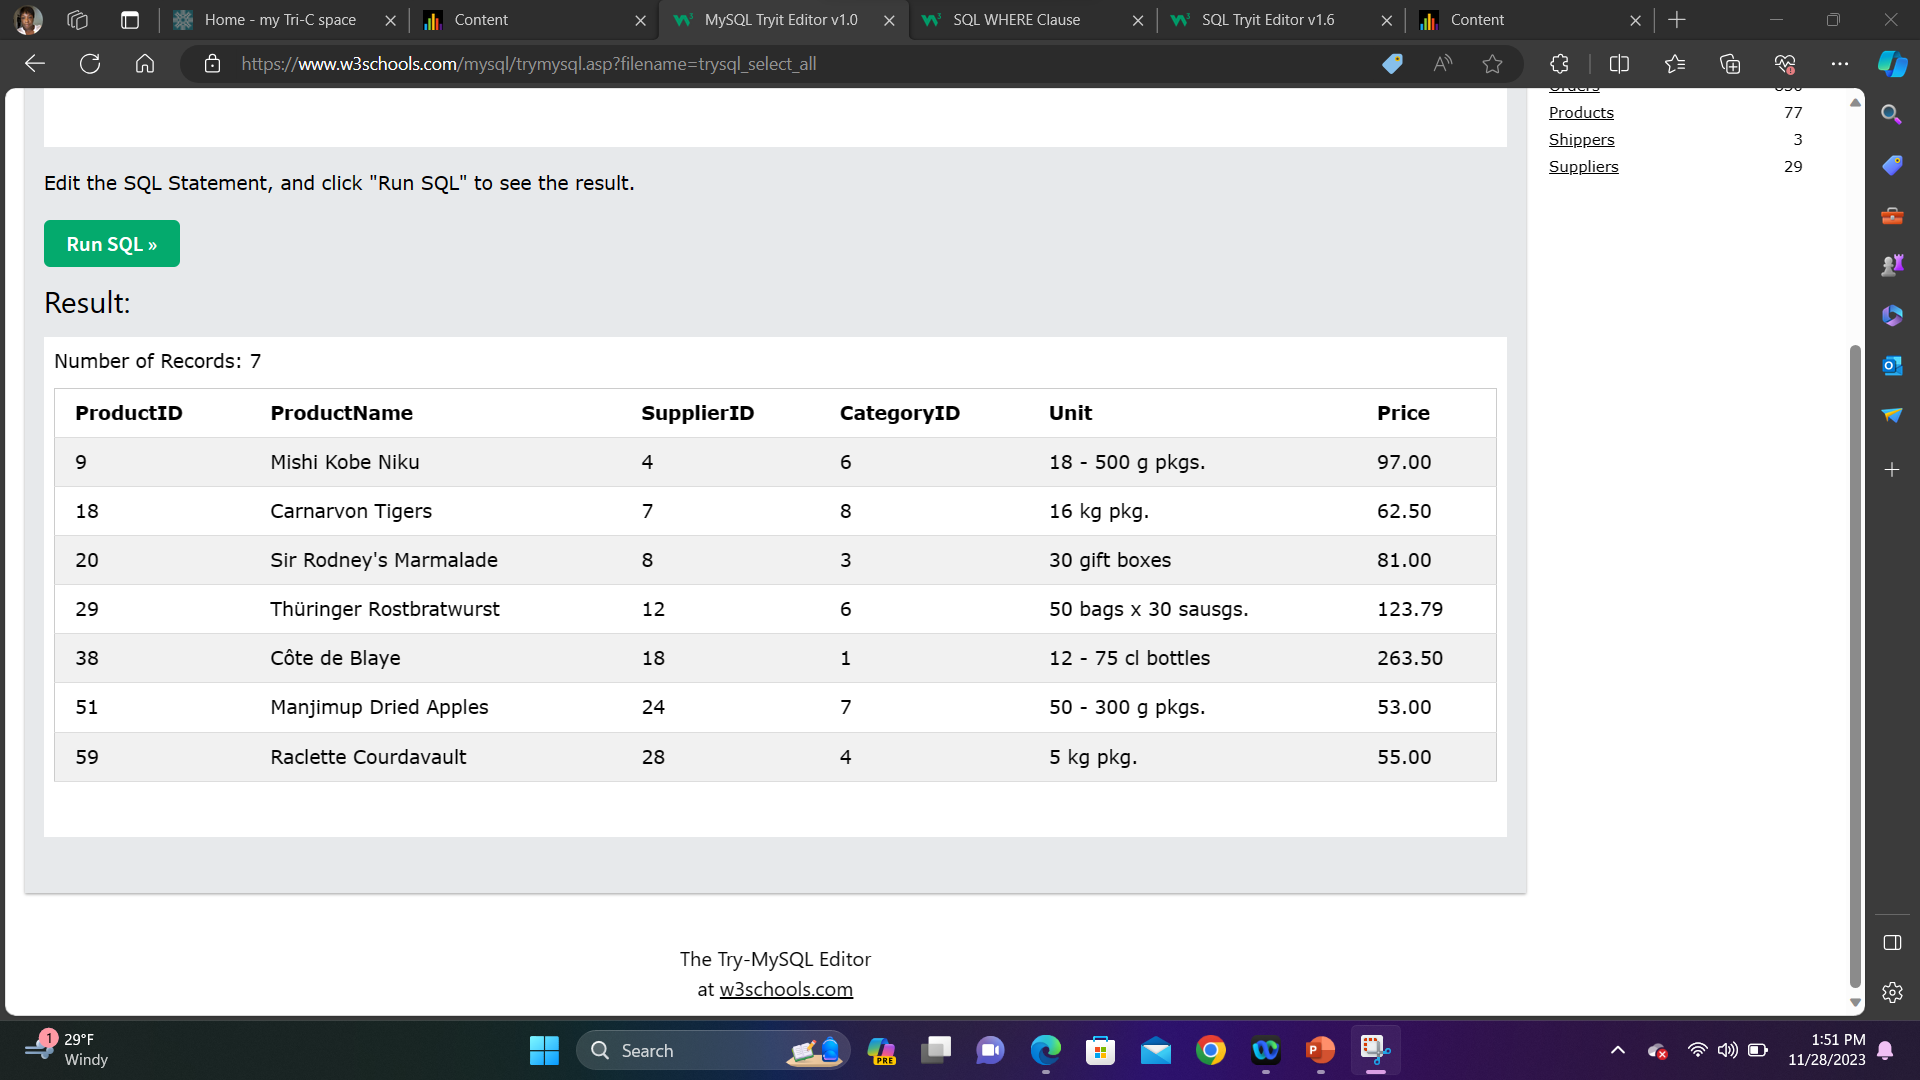 Home - my Tri-C space
Content
MySQL Tryit Editor v1.0
SQL WHERE Clause
SQL Tryit Editor v1.6
Content
https://www.w3schools.com/mysql/trymysql.asp?filename=trysql_select_all
Products 77
Shippers 3
Suppliers 29
Edit the SQL Statement, and click "Run SQL" to see the result.
Run SQL »
Result:
Number of Records: 7
ProductID ProductName SupplierID CategoryID Unit Price
9 Mishi Kobe Niku 4 6 18 - 500 g pkgs. 97.00
18 Carnarvon Tigers 7 8 16 kg pkg. 62.50
20 Sir Rodney's Marmalade 8 3 30 gift boxes 81.00
29 Thüringer Rostbratwurst 12 6 50 bags x 30 sausgs. 123.79
38 Côte de Blaye 18 1 12 - 75 cl bottles 263.50
51 Manjimup Dried Apples 24 7 50 - 300 g pkgs. 53.00
59 Raclette Courdavault 28 4 5 kg pkg. 55.00
The Try-MySQL Editor
at w3schools.com
1
29°F
Windy
Search
PRE
1:51 PM
11/28/2023